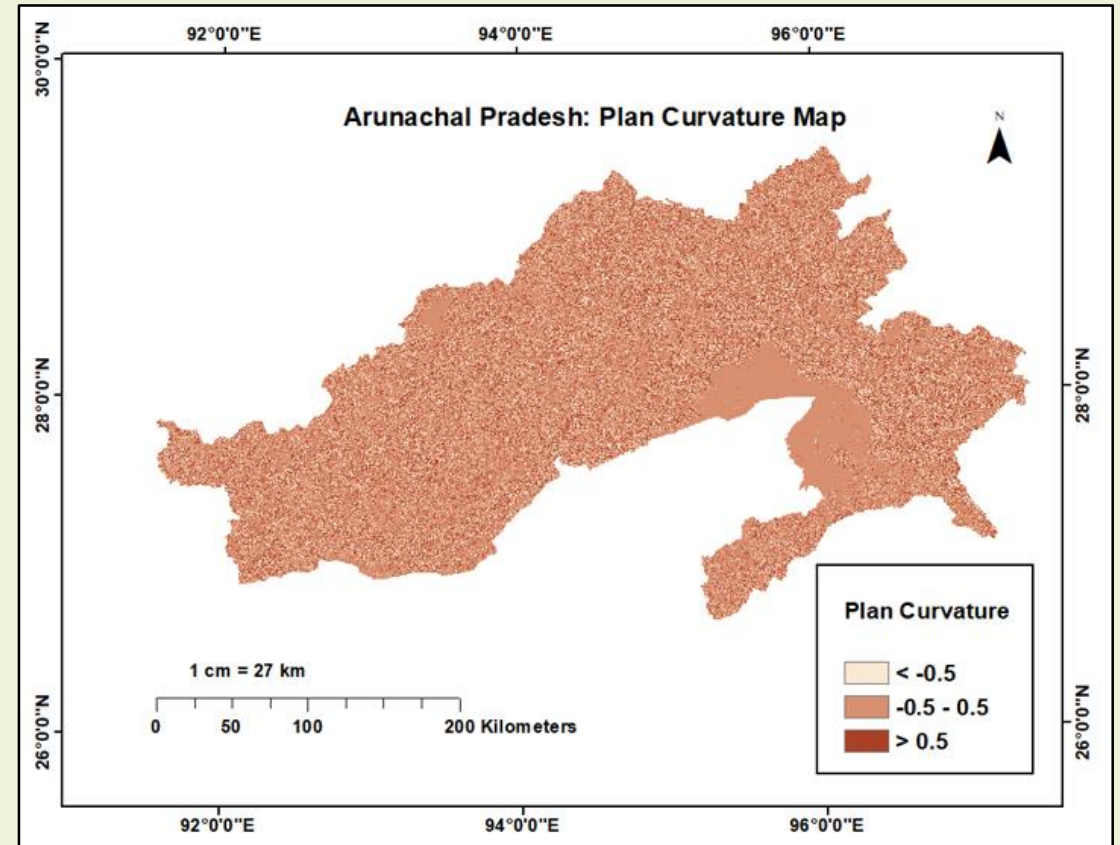 92°0'0"E 94°0'0"E 96°0'0"E
30°0'0"N
Arunachal Pradesh: Plan Curvature Map
N
28°0'0"N
28°0'0"N
Plan Curvature
< -0.5
-0.5 - 0.5
> 0.5
1 cm = 27 km
0 50 100 200 Kilometers
26°0'0"N
26°0'0"N
92°0'0"E 94°0'0"E 96°0'0"E